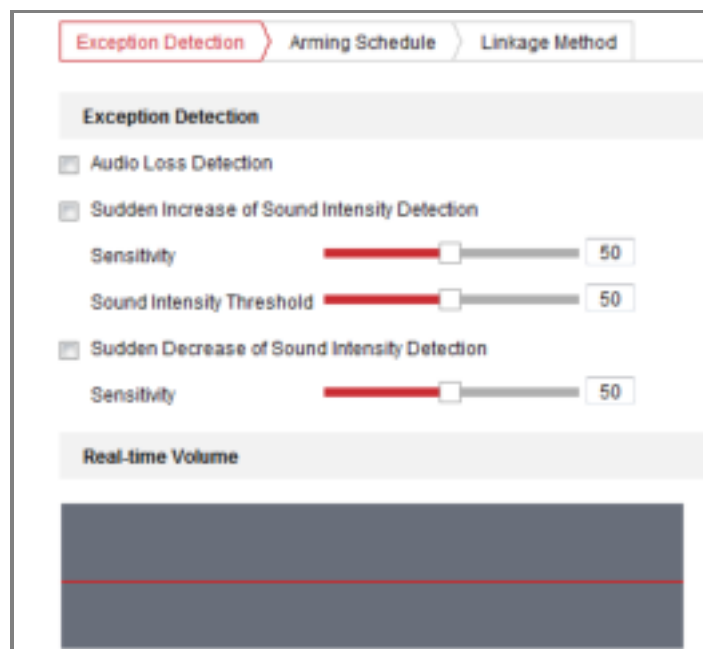 Exception Detection Arming Schedule Linkage Method
Exception Detection
Audio Loss Detection
Sudden Increase of Sound Intensity Detection
Sensitivity 50
Sound Intensity Threshold 50
Sudden Decrease of Sound Intensity Detection
Sensitivity 50
Real-time Volume